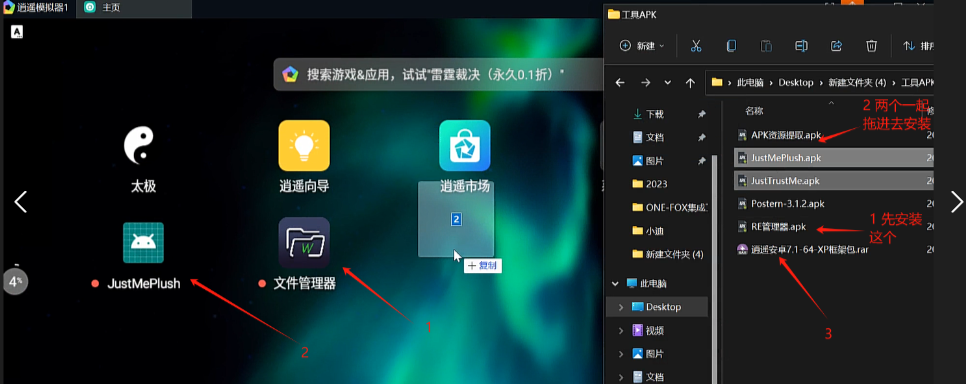 逍遥模拟器1
主页
A
搜索游戏&应用，试试"雷霆裁决（永久0.1折）"
太极
逍遥向导
逍遥市场
2
复制
JustMePlush
文件管理器
W
4%
1
2
工具APK
新建
排序
此电脑 > Desktop > 新建文件夹 (4) > 工具APK
名称
下载
文档
图片
2023
ONE-FOX集成工
小迪
新建文件夹 (4)
此电脑
Desktop
视频
图片
文档
APK资源提取.apk
JustMePlush.apk
JustTrustMe.apk
Postern-3.1.2.apk
RE管理器.apk
逍遥安卓7.1-64-XP框架包.rar
2 两个一起
拖进去安装
1 先安装
这个
3